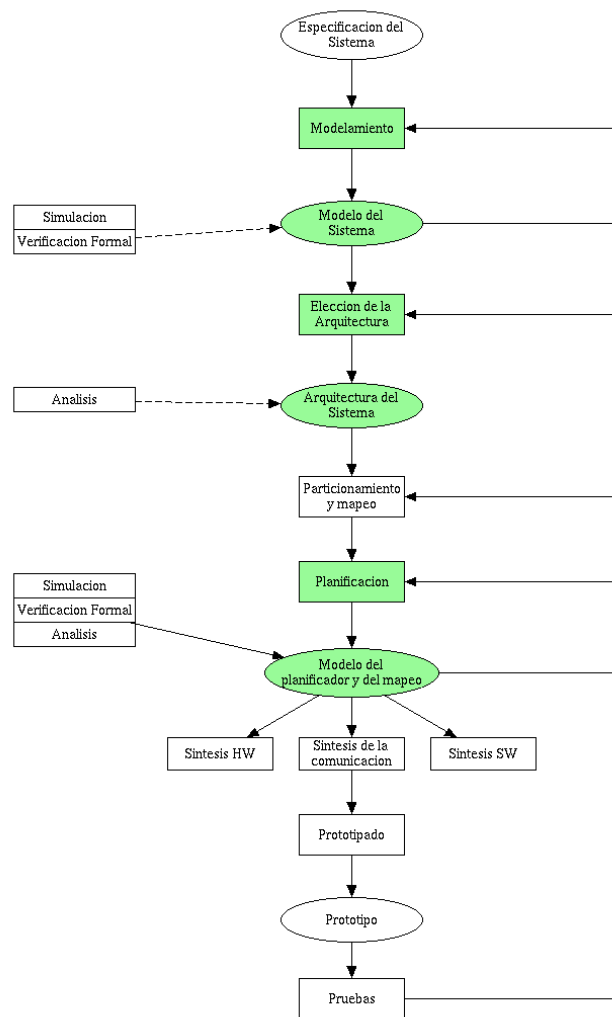 Especificacion del
Sistema
Modelamiento
Simulacion
Verificacion Formal
Modelo del
Sistema
Eleccion de la
Arquitectura
Analisis
Arquitectura del
Sistema
Particionamiento
y mapeo
Planificacion
Simulacion
Verificacion Formal
Analisis
Modelo del
planificador y del mapeo
Sintesis HW
Sintesis de la
comunicacion
Sintesis SW
Prototipado
Prototipo
Pruebas